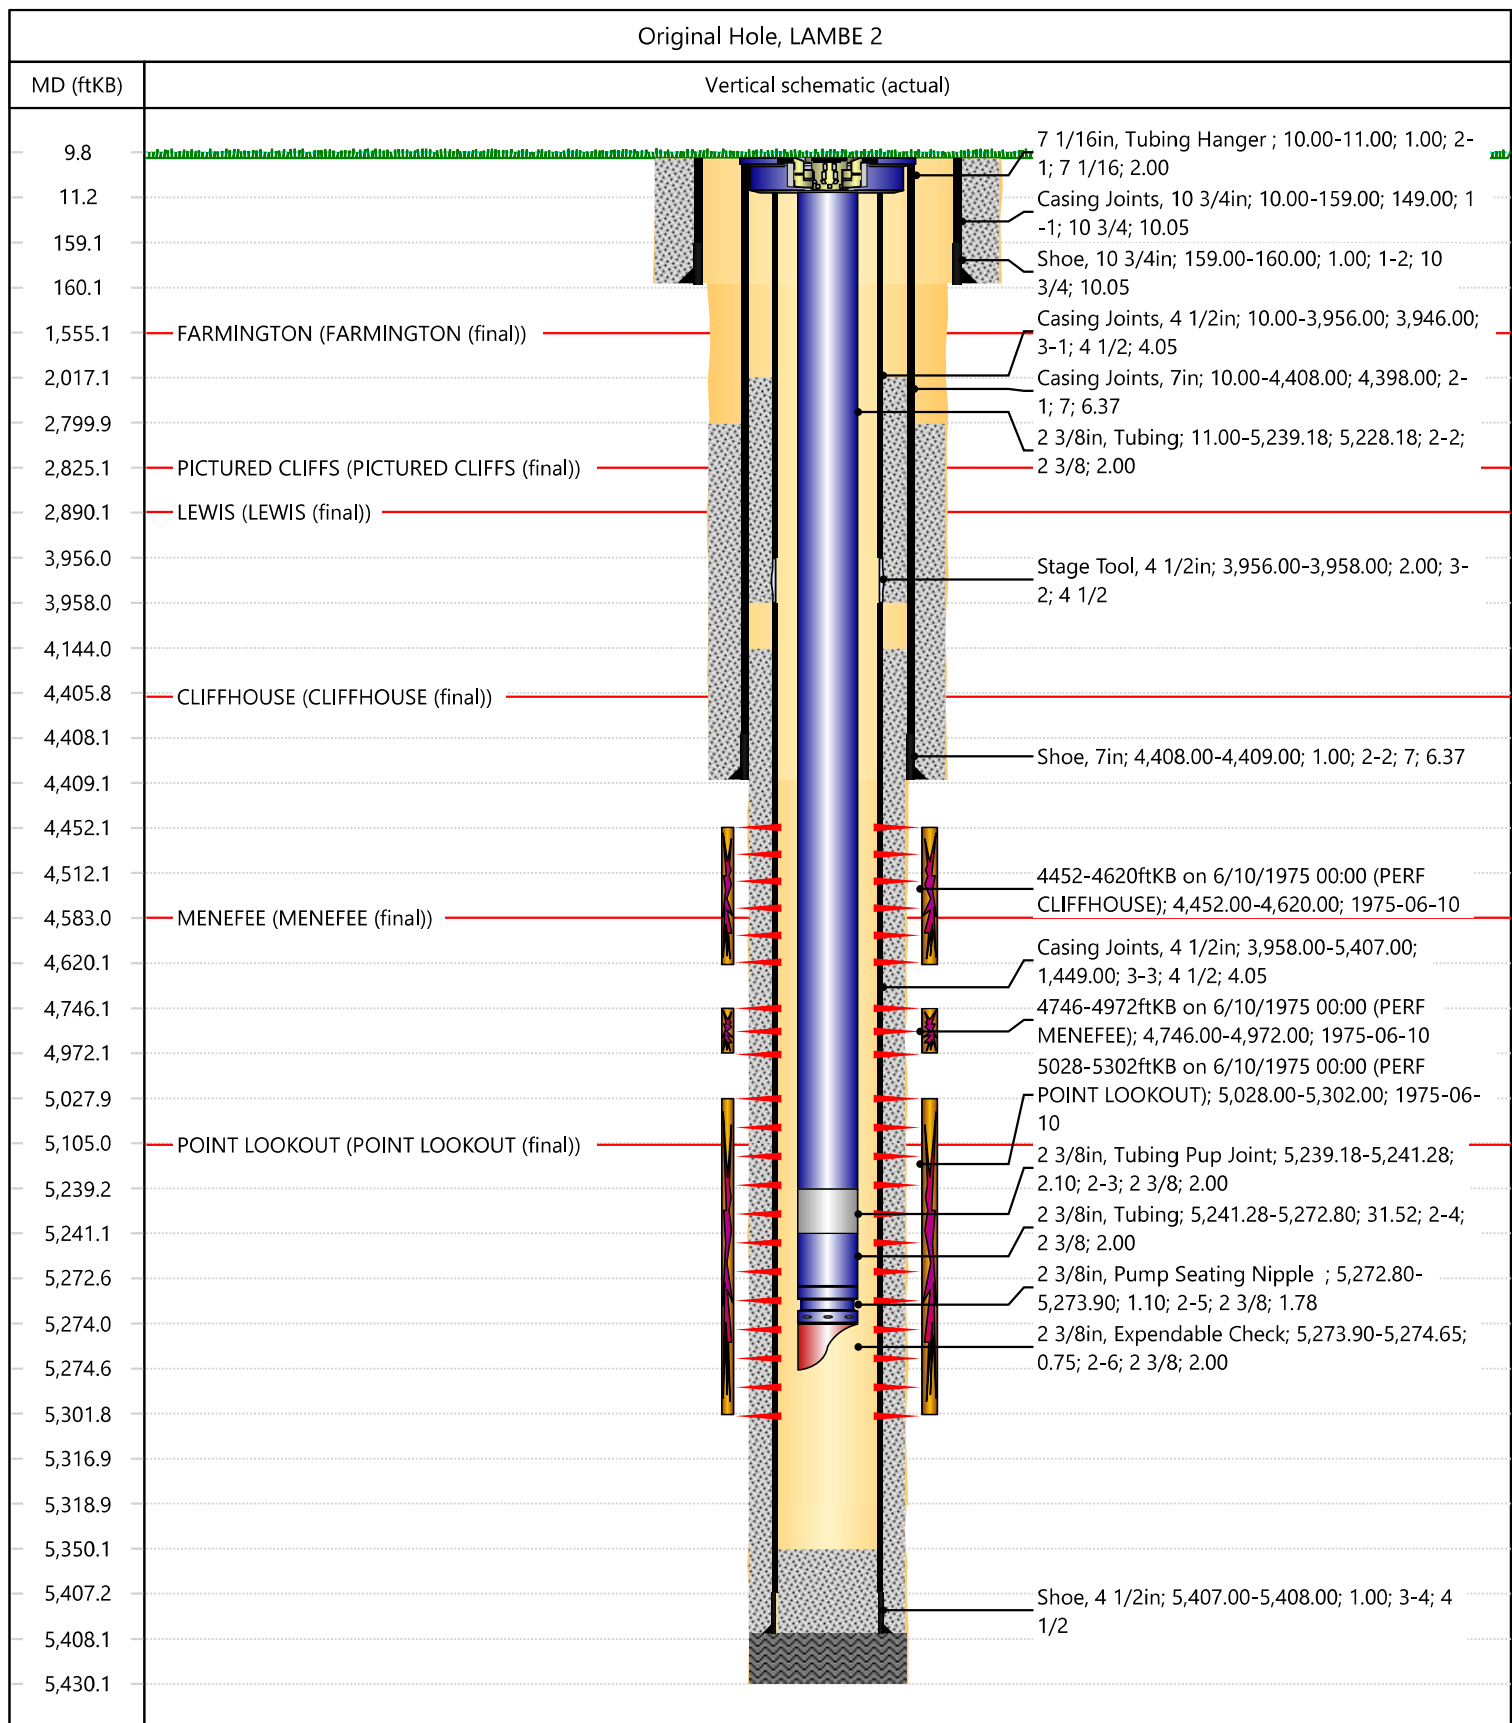 Original Hole, LAMBE 2
MD (ftKB)
Vertical schematic (actual)
9.8
11.2
159.1
160.1
1,555.1
2,017.1
2,799.9
2,825.1
2,890.1
3,956.0
3,958.0
4,144.0
4,405.8
4,408.1
4,409.1
4,452.1
4,512.1
4,583.0
4,620.1
4,746.1
4,972.1
5,027.9
5,105.0
5,239.2
5,241.1
5,272.6
5,274.0
5,274.6
5,301.8
5,316.9
5,318.9
5,350.1
5,407.2
5,408.1
5,430.1
FARMINGTON (FARMINGTON (final))
PICTURED CLIFFS (PICTURED CLIFFS (final))
LEWIS (LEWIS (final))
CLIFFHOUSE (CLIFFHOUSE (final))
MENEFEE (MENEFEE (final))
POINT LOOKOUT (POINT LOOKOUT (final))
7 1/16in, Tubing Hanger ; 10.00-11.00; 1.00; 2-
1; 7 1/16; 2.00
Casing Joints, 10 3/4in; 10.00-159.00; 149.00; 1
-1; 10 3/4; 10.05
Shoe, 10 3/4in; 159.00-160.00; 1.00; 1-2; 10
3/4; 10.05
Casing Joints, 4 1/2in; 10.00-3,956.00; 3,946.00;
3-1; 4 1/2; 4.05
Casing Joints, 7in; 10.00-4,408.00; 4,398.00; 2-
1; 7; 6.37
2 3/8in, Tubing; 11.00-5,239.18; 5,228.18; 2-2;
2 3/8; 2.00
Stage Tool, 4 1/2in; 3,956.00-3,958.00; 2.00; 3-
2; 4 1/2
Shoe, 7in; 4,408.00-4,409.00; 1.00; 2-2; 7; 6.37
4452-4620ftKB on 6/10/1975 00:00 (PERF
CLIFFHOUSE); 4,452.00-4,620.00; 1975-06-10
Casing Joints, 4 1/2in; 3,958.00-5,407.00;
1,449.00; 3-3; 4 1/2; 4.05
4746-4972ftKB on 6/10/1975 00:00 (PERF
MENEFEE); 4,746.00-4,972.00; 1975-06-10
5028-5302ftKB on 6/10/1975 00:00 (PERF
POINT LOOKOUT); 5,028.00-5,302.00; 1975-06-
10
2 3/8in, Tubing Pup Joint; 5,239.18-5,241.28;
2.10; 2-3; 2 3/8; 2.00
2 3/8in, Tubing; 5,241.28-5,272.80; 31.52; 2-4;
2 3/8; 2.00
2 3/8in, Pump Seating Nipple  ; 5,272.80-
5,273.90; 1.10; 2-5; 2 3/8; 1.78
2 3/8in, Expendable Check; 5,273.90-5,274.65;
0.75; 2-6; 2 3/8; 2.00
Shoe, 4 1/2in; 5,407.00-5,408.00; 1.00; 3-4; 4
1/2